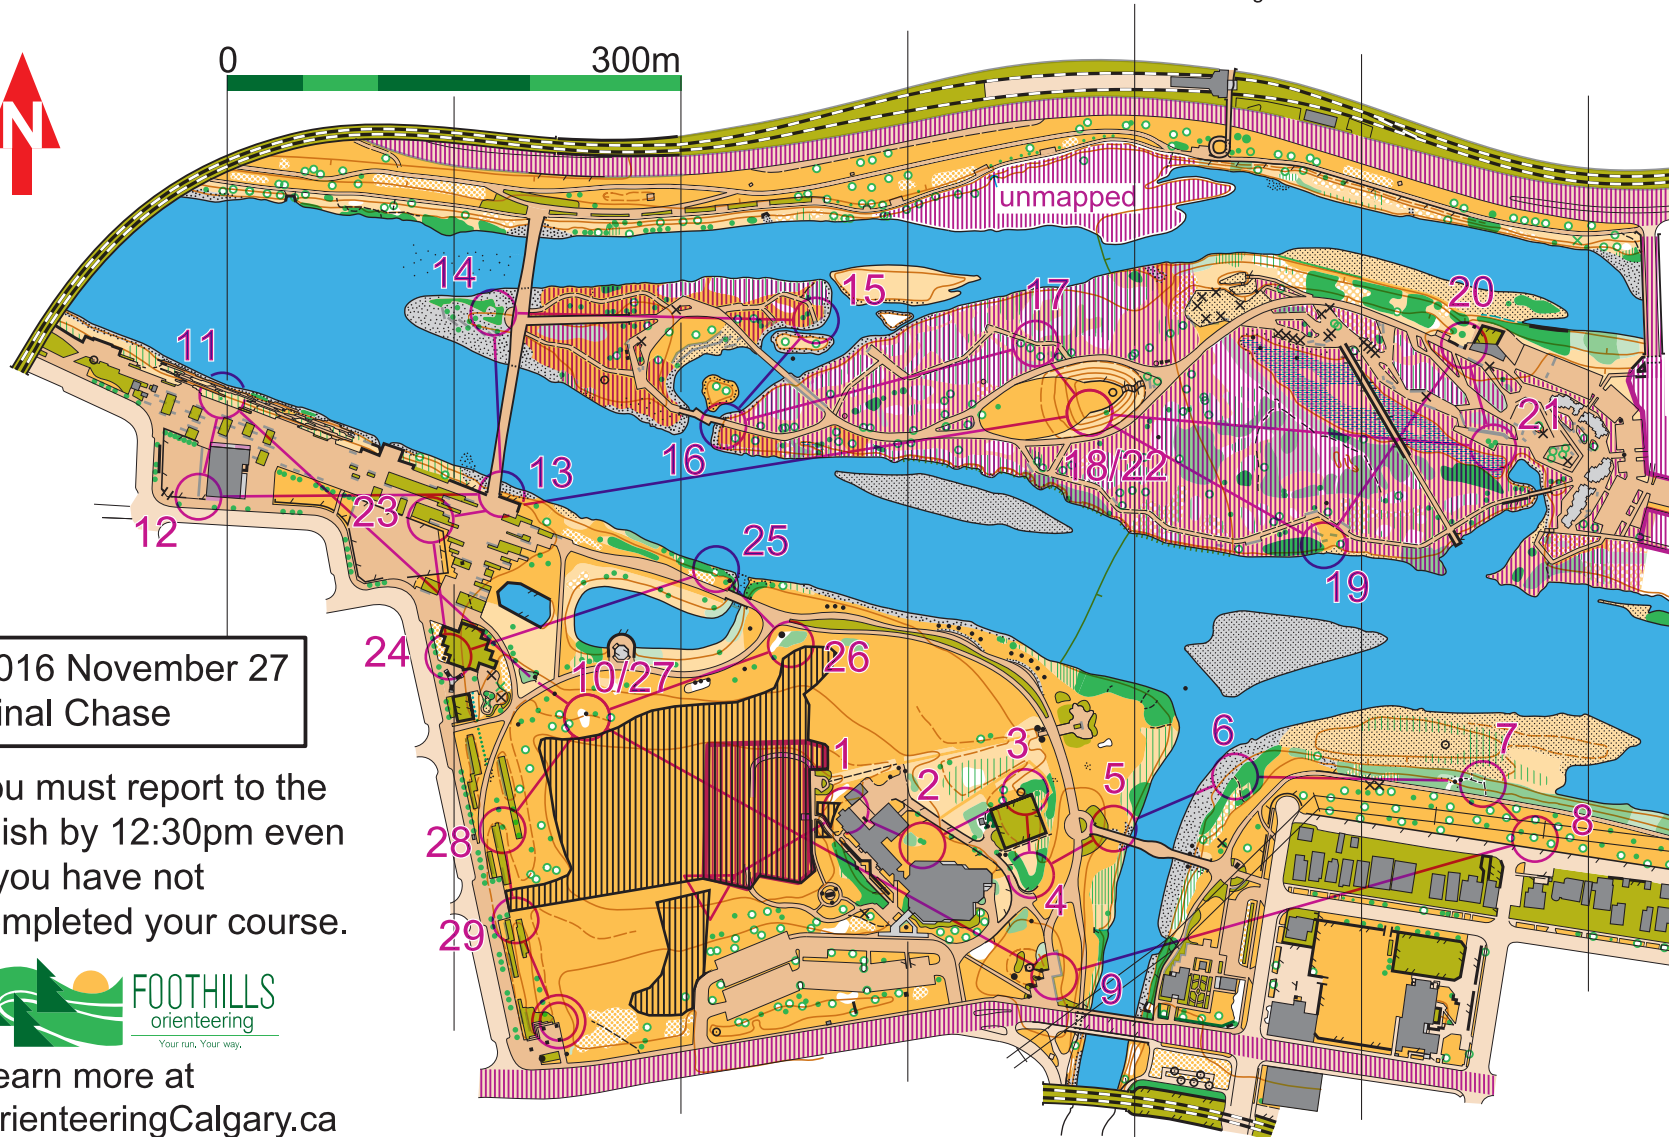 0 300m
N
unmapped
14
15
17
20
11
21
16
18/22
13
12
23
25
19
24
26
10/27
016 November 27
inal Chase
6
7
3
1
2
5
8
ou must report to the
ish by 12:30pm even
you have not
mpleted your course.
28
4
29
9
FOOTHILLS
orienteering
Your run. Your way.
earn more at
rienteeringCalgary.ca